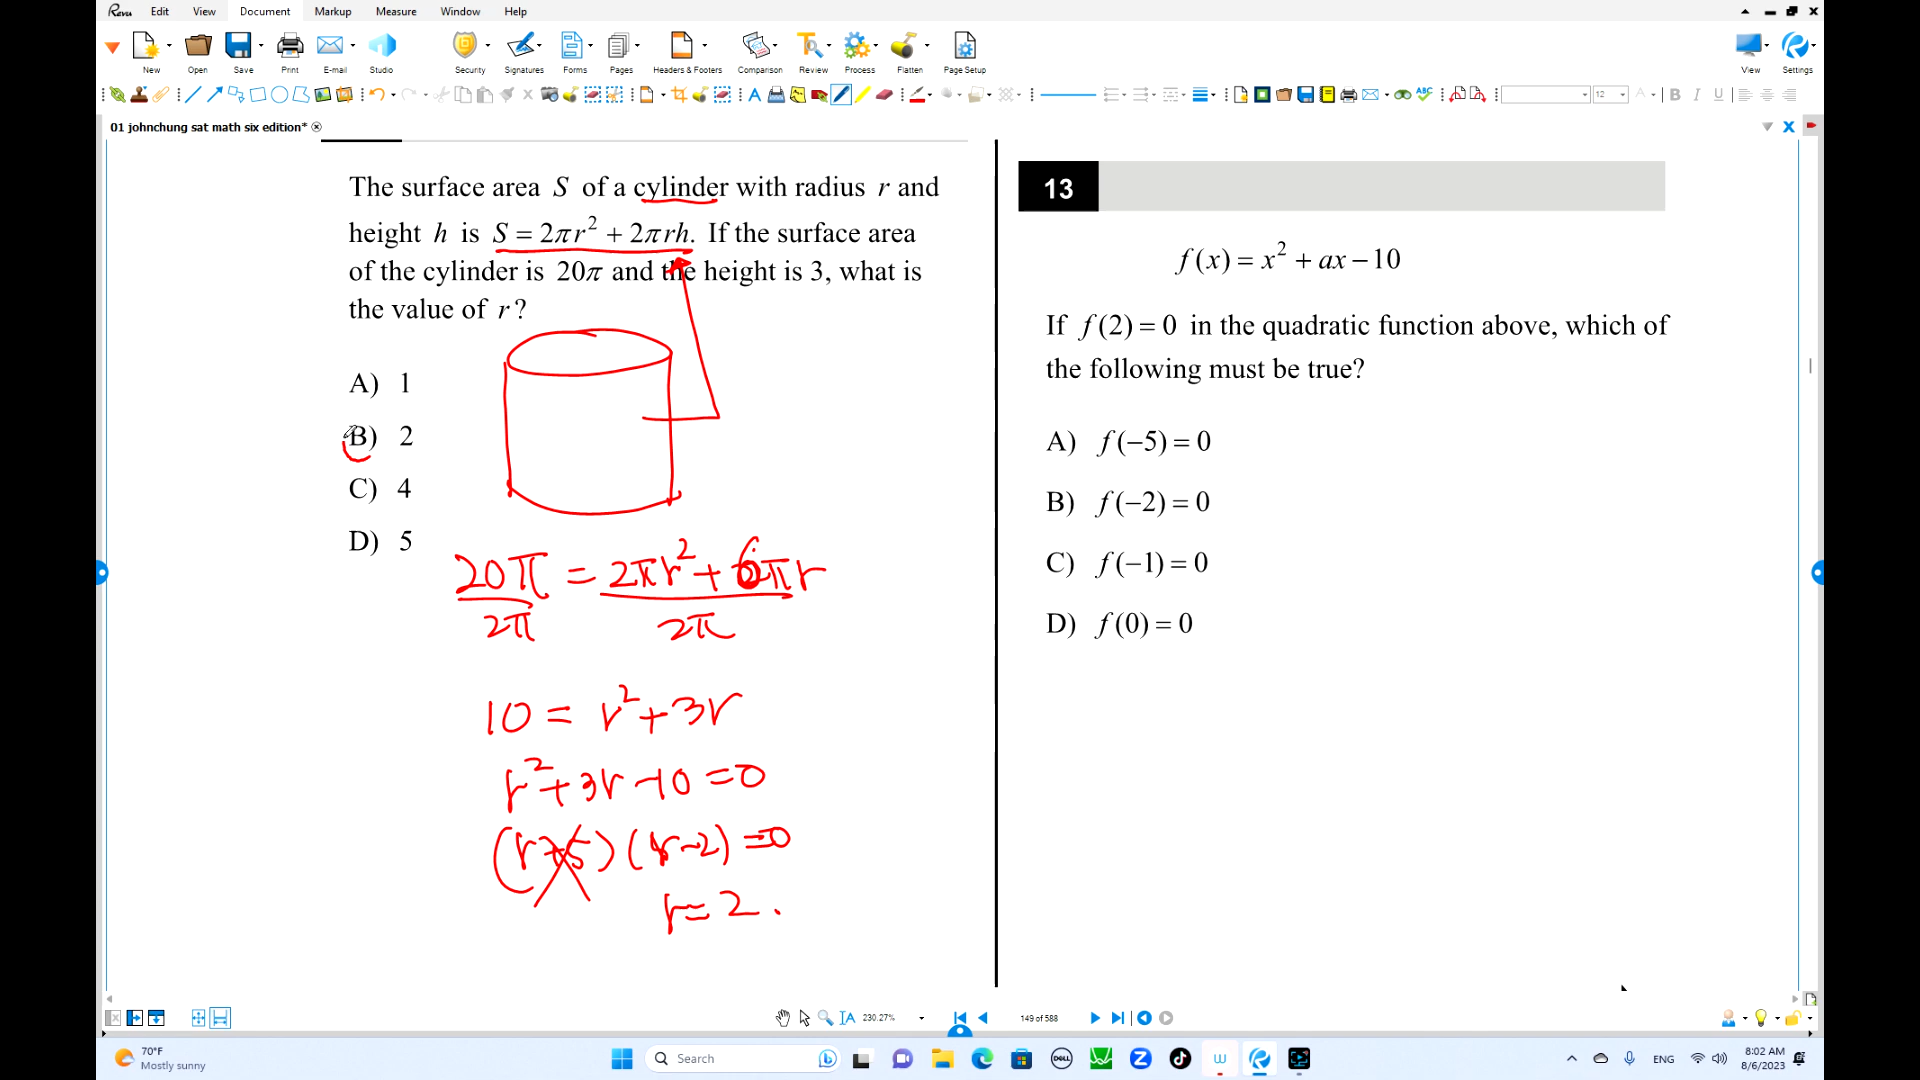 Revu Edit View Document Markup Measure Window Help
New Open Save Print E-mail Studio Security Signatures Forms Pages Headers & Footers Comparison Review Process Flatten Page Setup View Settings
12
01 johnchung sat math six edition*
The surface area S of a cylinder with radius r and
height h is S = 2πr² + 2πrh. If the surface area
of the cylinder is 20π and the height is 3, what is
the value of r?
A) 1
B) 2
C) 4
D) 5
20π = 2πr² + 6πr
2π 2π
10 = r² + 3r
r² + 3r - 10 = 0
(r+5) (r-2) = 0
r = 2.
13
f(x) = x² + ax − 10
If f(2) = 0 in the quadratic function above, which of
the following must be true?
A) f(−5) = 0
B) f(−2) = 0
C) f(−1) = 0
D) f(0) = 0
230.27% 149 of 588
70°F
Mostly sunny
Search
DELL
ENG
8:02 AM
8/6/2023